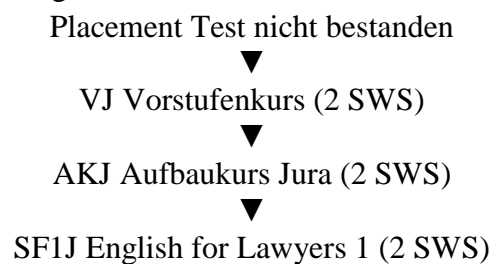 Placement Test nicht bestanden
▼
VJ Vorstufenkurs (2 SWS)
▼
AKJ Aufbaukurs Jura (2 SWS)
▼
SF1J English for Lawyers 1 (2 SWS)